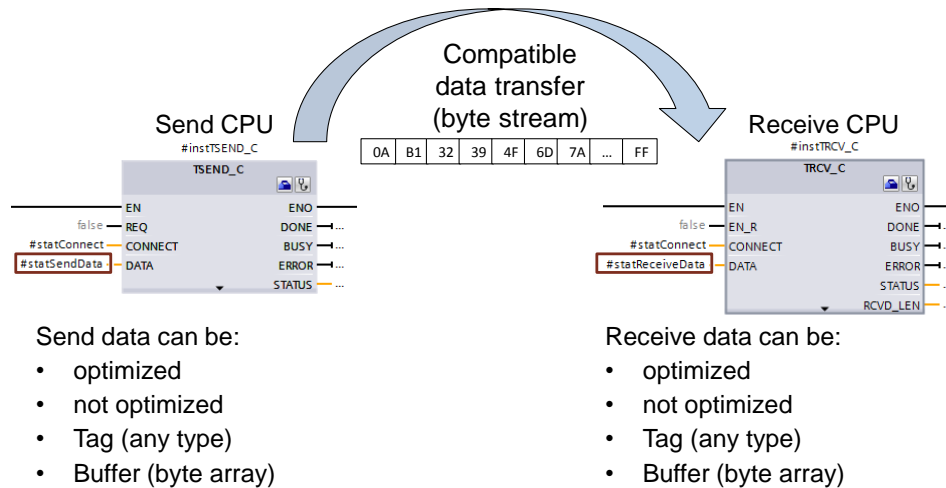 Compatible
data transfer
(byte stream)
0A B1 32 39 4F 6D 7A ... FF
Send CPU
#instTSEND_C
TSEND_C
EN ENO
false REQ DONE ...
#statConnect CONNECT BUSY ...
#statSendData DATA ERROR ...
STATUS ...
Receive CPU
#instTRCV_C
TRCV_C
EN ENO
false EN_R DONE ..
#statConnect CONNECT BUSY ..
#statReceiveData DATA ERROR ..
STATUS ..
RCVD_LEN ..
Send data can be:
• optimized
• not optimized
• Tag (any type)
• Buffer (byte array)
Receive data can be:
• optimized
• not optimized
• Tag (any type)
• Buffer (byte array)